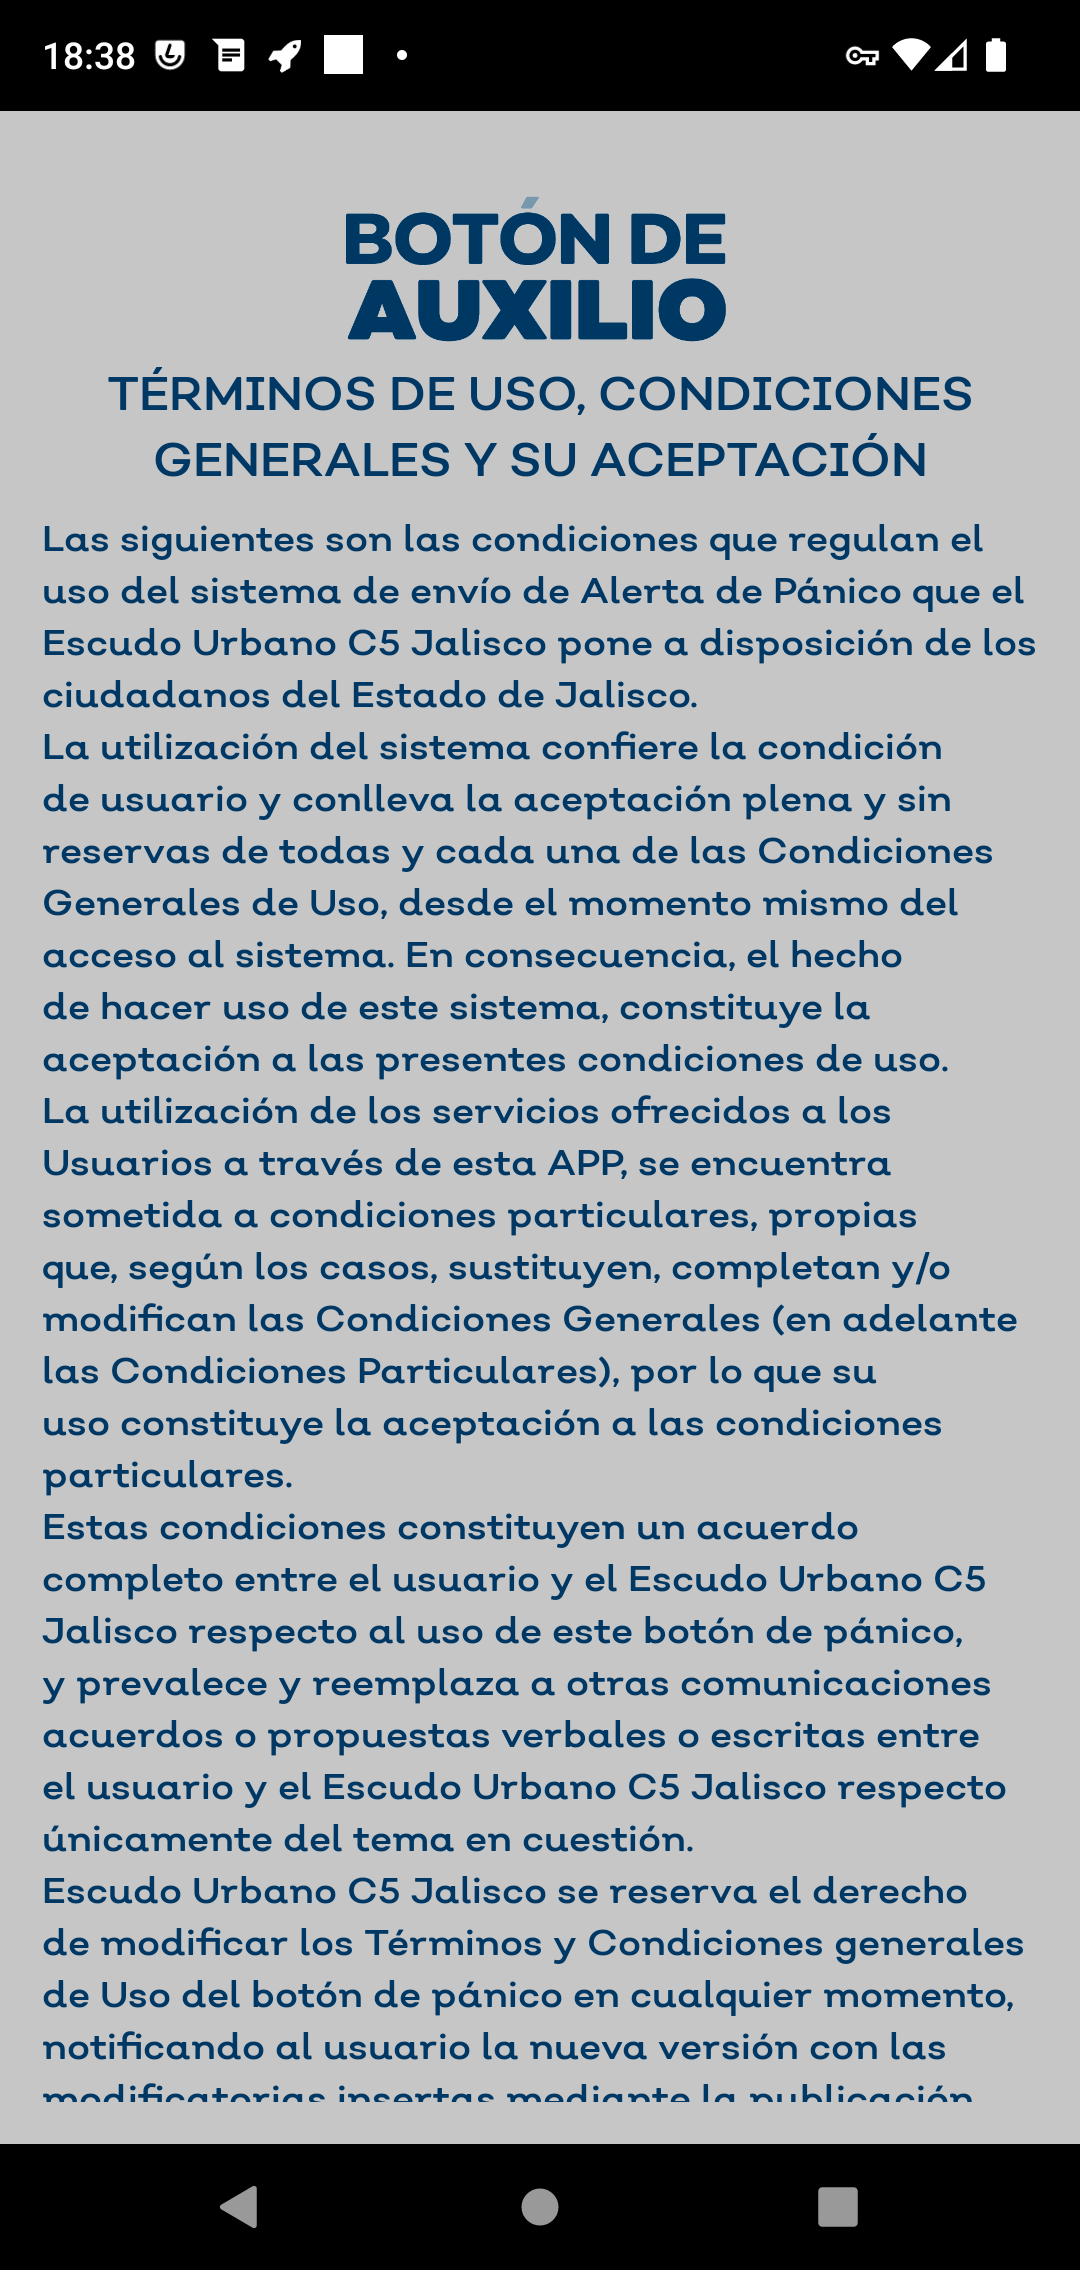 18:38
BOTÓN DE
AUXILIO
TÉRMINOS DE USO, CONDICIONES
GENERALES Y SU ACEPTACIÓN
Las siguientes son las condiciones que regulan el
uso del sistema de envío de Alerta de Pánico que el
Escudo Urbano C5 Jalisco pone a disposición de los
ciudadanos del Estado de Jalisco.
La utilización del sistema confiere la condición
de usuario y conlleva la aceptación plena y sin
reservas de todas y cada una de las Condiciones
Generales de Uso, desde el momento mismo del
acceso al sistema. En consecuencia, el hecho
de hacer uso de este sistema, constituye la
aceptación a las presentes condiciones de uso.
La utilización de los servicios ofrecidos a los
Usuarios a través de esta APP, se encuentra
sometida a condiciones particulares, propias
que, según los casos, sustituyen, completan y/o
modifican las Condiciones Generales (en adelante
las Condiciones Particulares), por lo que su
uso constituye la aceptación a las condiciones
particulares.
Estas condiciones constituyen un acuerdo
completo entre el usuario y el Escudo Urbano C5
Jalisco respecto al uso de este botón de pánico,
y prevalece y reemplaza a otras comunicaciones
acuerdos o propuestas verbales o escritas entre
el usuario y el Escudo Urbano C5 Jalisco respecto
únicamente del tema en cuestión.
Escudo Urbano C5 Jalisco se reserva el derecho
de modificar los Términos y Condiciones generales
de Uso del botón de pánico en cualquier momento,
notificando al usuario la nueva versión con las
modificatorias insertas mediante la publicación